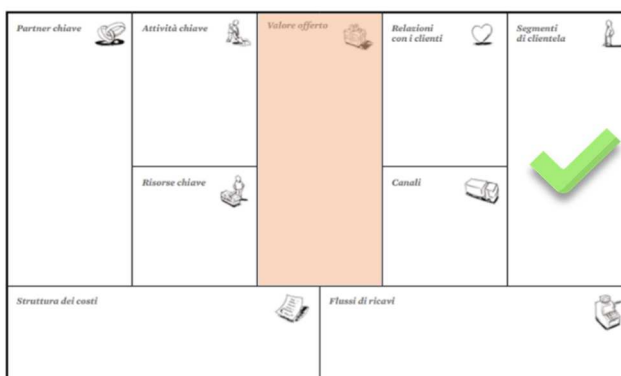 Partner chiave
Attività chiave
Valore offerto
Relazioni
con i clienti
Segmenti
di clientela
Risorse chiave
Canali
Struttura dei costi
Flussi di ricavi